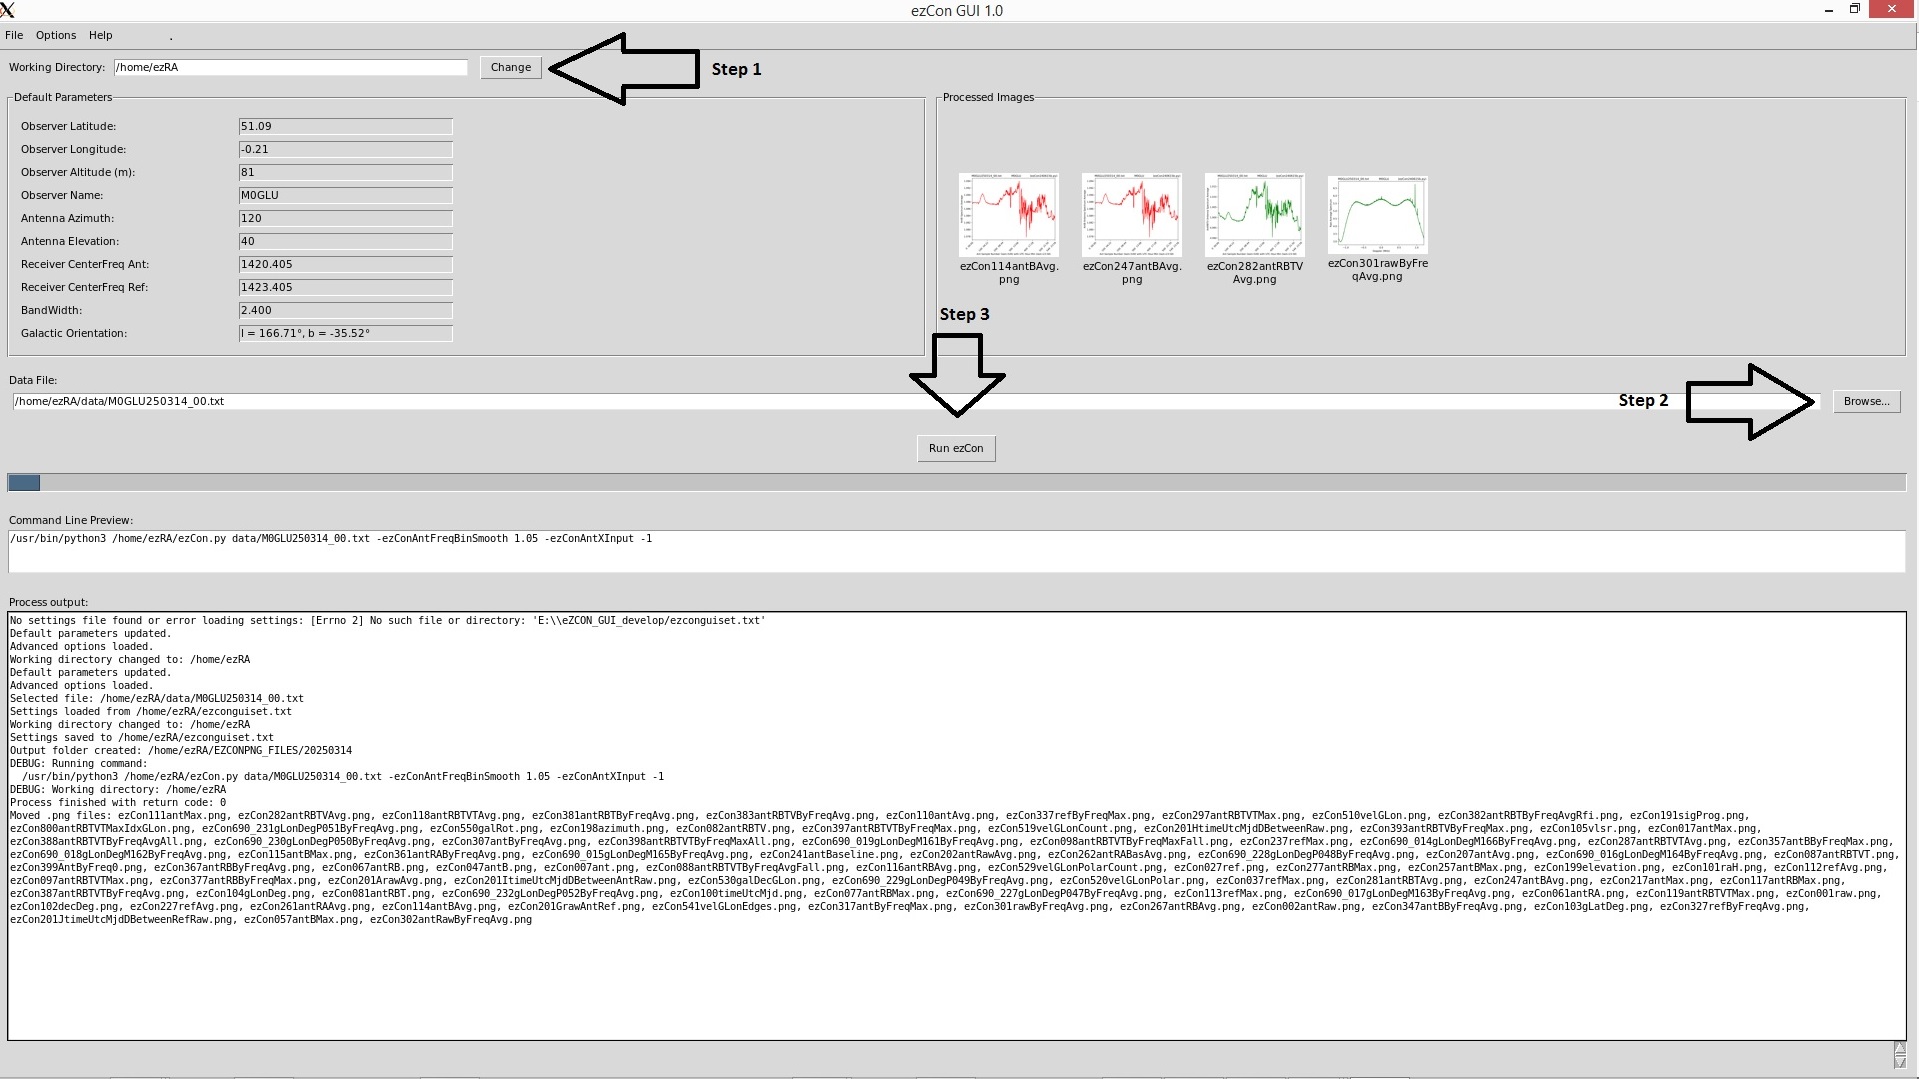 ezCon GUI 1.0
File Options Help .
Working Directory: /home/ezRA Change Step 1
Default Parameters
Observer Latitude: 51.09
Observer Longitude: -0.21
Observer Altitude (m): 81
Observer Name: M0GLU
Antenna Azimuth: 120
Antenna Elevation: 40
Receiver CenterFreq Ant: 1420.405
Receiver CenterFreq Ref: 1423.405
BandWidth: 2.400
Galactic Orientation: l = 166.71°, b = -35.52°
Processed Images
ezCon114antBAvg.
png
ezCon247antBAvg.
png
ezCon282antRBTV
Avg.png
ezCon301rawByFre
qAvg.png
Step 3
Data File:
/home/ezRA/data/M0GLU250314_00.txt Step 2 Browse...
Run ezCon
Command Line Preview:
/usr/bin/python3 /home/ezRA/ezCon.py data/M0GLU250314_00.txt -ezConAntFreqBinSmooth 1.05 -ezConAntXInput -1
Process output:
No settings file found or error loading settings: [Errno 2] No such file or directory: 'E:\\eZCON_GUI_develop/ezconguiset.txt'
Default parameters updated.
Advanced options loaded.
Working directory changed to: /home/ezRA
Default parameters updated.
Advanced options loaded.
Selected file: /home/ezRA/data/M0GLU250314_00.txt
Settings loaded from /home/ezRA/ezconguiset.txt
Working directory changed to: /home/ezRA
Settings saved to /home/ezRA/ezconguiset.txt
Output folder created: /home/ezRA/EZCONPNG_FILES/20250314
DEBUG: Running command:
/usr/bin/python3 /home/ezRA/ezCon.py data/M0GLU250314_00.txt -ezConAntFreqBinSmooth 1.05 -ezConAntXInput -1
DEBUG: Working directory: /home/ezRA
Process finished with return code: 0
Moved .png files: ezCon111antMax.png, ezCon282antRBTVAvg.png, ezCon118antRBTVTAvg.png, ezCon381antRBTByFreqAvg.png, ezCon383antRBTVByFreqAvg.png, ezCon110antAvg.png, ezCon337refByFreqMax.png, ezCon297antRBTVTMax.png, ezCon510velGLon.png, ezCon382antRBTByFreqAvgRfi.png, ezCon191sigProg.png,
ezCon800antRBTVTMaxIdxGLon.png, ezCon690_231gLonDegP051ByFreqAvg.png, ezCon550galRot.png, ezCon198azimuth.png, ezCon082antRBTV.png, ezCon397antRBTVTByFreqMax.png, ezCon519velGLonCount.png, ezCon201HtimeUtcMjdDBetweenRaw.png, ezCon393antRBTVByFreqMax.png, ezCon105vlsr.png, ezCon017antMax.png,
ezCon388antRBTVTByFreqAvgAll.png, ezCon690_230gLonDegP050ByFreqAvg.png, ezCon307antByFreqAvg.png, ezCon398antRBTVTByFreqMaxAll.png, ezCon690_019gLonDegM161ByFreqAvg.png, ezCon098antRBTVTByFreqMaxFall.png, ezCon237refMax.png, ezCon690_014gLonDegM166ByFreqAvg.png, ezCon287antRBTVTAvg.png, ezCon357antBByFreqMax.png,
ezCon690_018gLonDegM162ByFreqAvg.png, ezCon115antBMax.png, ezCon361antRAByFreqAvg.png, ezCon690_015gLonDegM165ByFreqAvg.png, ezCon241antBaseline.png, ezCon202antRawAvg.png, ezCon262antRABasAvg.png, ezCon690_228gLonDegP048ByFreqAvg.png, ezCon207antAvg.png, ezCon690_016gLonDegM164ByFreqAvg.png, ezCon087antRBTVT.png,
ezCon399AntByFreq0.png, ezCon367antRBByFreqAvg.png, ezCon067antRB.png, ezCon047antB.png, ezCon007ant.png, ezCon088antRBTVTByFreqAvgFall.png, ezCon116antRBAvg.png, ezCon529velGLonPolarCount.png, ezCon027ref.png, ezCon277antRBMax.png, ezCon257antBMax.png, ezCon199elevation.png, ezCon101raH.png, ezCon112refAvg.png,
ezCon097antRBTVTMax.png, ezCon377antRBByFreqMax.png, ezCon201ArawAvg.png, ezCon201ItimeUtcMjdDBetweenAntRaw.png, ezCon530galDecGLon.png, ezCon690_229gLonDegP049ByFreqAvg.png, ezCon520velGLonPolar.png, ezCon037refMax.png, ezCon281antRBTAvg.png, ezCon247antBAvg.png, ezCon217antMax.png, ezCon117antRBMax.png,
ezCon387antRBTVTByFreqAvg.png, ezCon104gLonDeg.png, ezCon081antRBT.png, ezCon690_232gLonDegP052ByFreqAvg.png, ezCon100timeUtcMjd.png, ezCon077antRBMax.png, ezCon690_227gLonDegP047ByFreqAvg.png, ezCon113refMax.png, ezCon690_017gLonDegM163ByFreqAvg.png, ezCon061antRA.png, ezCon119antRBTVTMax.png, ezCon001raw.png,
ezCon102decDeg.png, ezCon227refAvg.png, ezCon261antRAAvg.png, ezCon114antBAvg.png, ezCon201GrawAntRef.png, ezCon541velGLonEdges.png, ezCon317antByFreqMax.png, ezCon301rawByFreqAvg.png, ezCon267antRBAvg.png, ezCon002antRaw.png, ezCon347antBByFreqAvg.png, ezCon103gLatDeg.png, ezCon327refByFreqAvg.png,
ezCon201JtimeUtcMjdDBetweenRefRaw.png, ezCon057antBMax.png, ezCon302antRawByFreqAvg.png